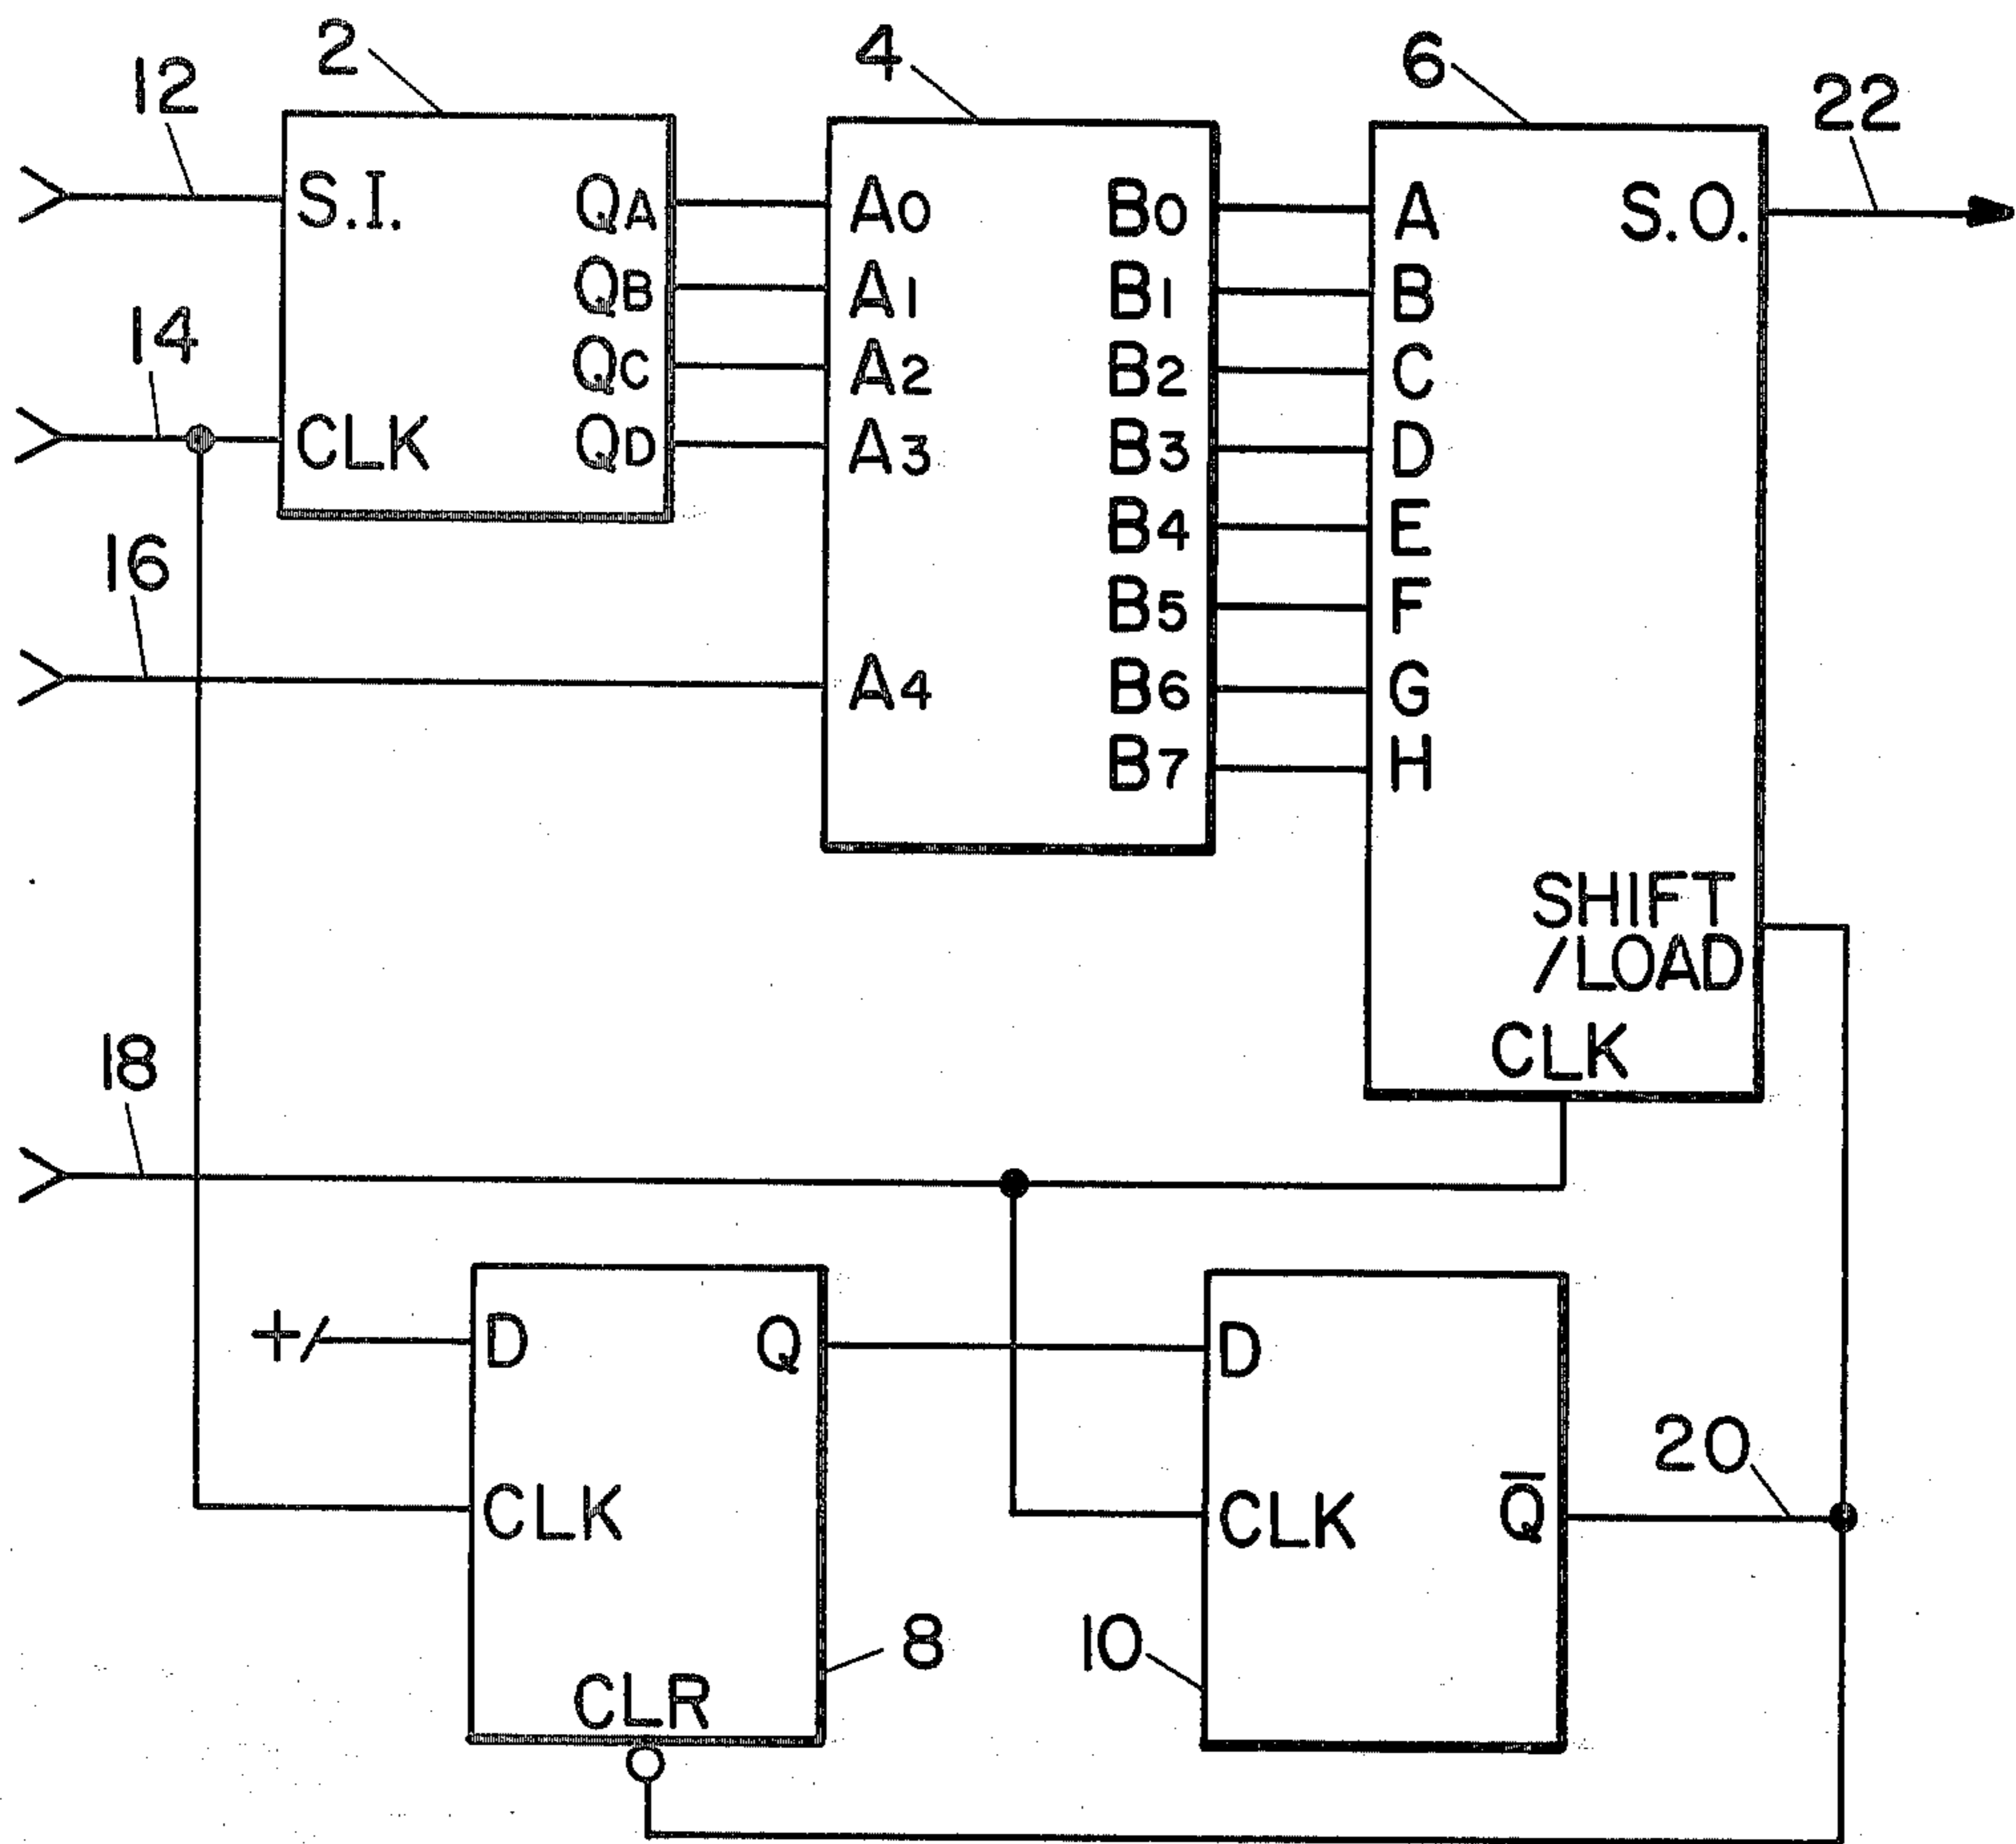 2
4
6
12
22
S.I.
QA
A0
B0
A
S.O.
QB
A1
B1
B
14
QC
A2
B2
C
CLK
QD
A3
B3
D
B4
E
16
B5
F
A4
B6
G
B7
H
SHIFT
/LOAD
CLK
18
+/
D
Q
D
20
CLK
CLK
Q̅
8
10
CLR